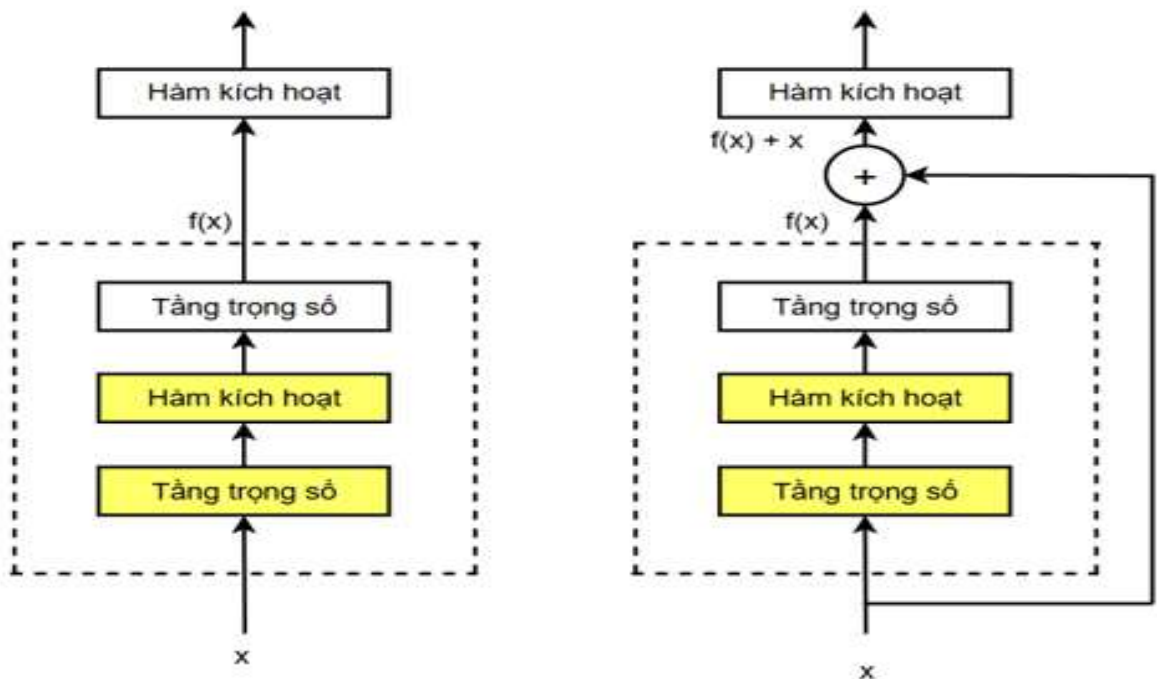 Hàm kích hoạt
f(x)
Tầng trọng số
Hàm kích hoạt
Tầng trọng số
x
Hàm kích hoạt
f(x) + x
+
f(x)
Tầng trọng số
Hàm kích hoạt
Tầng trọng số
x